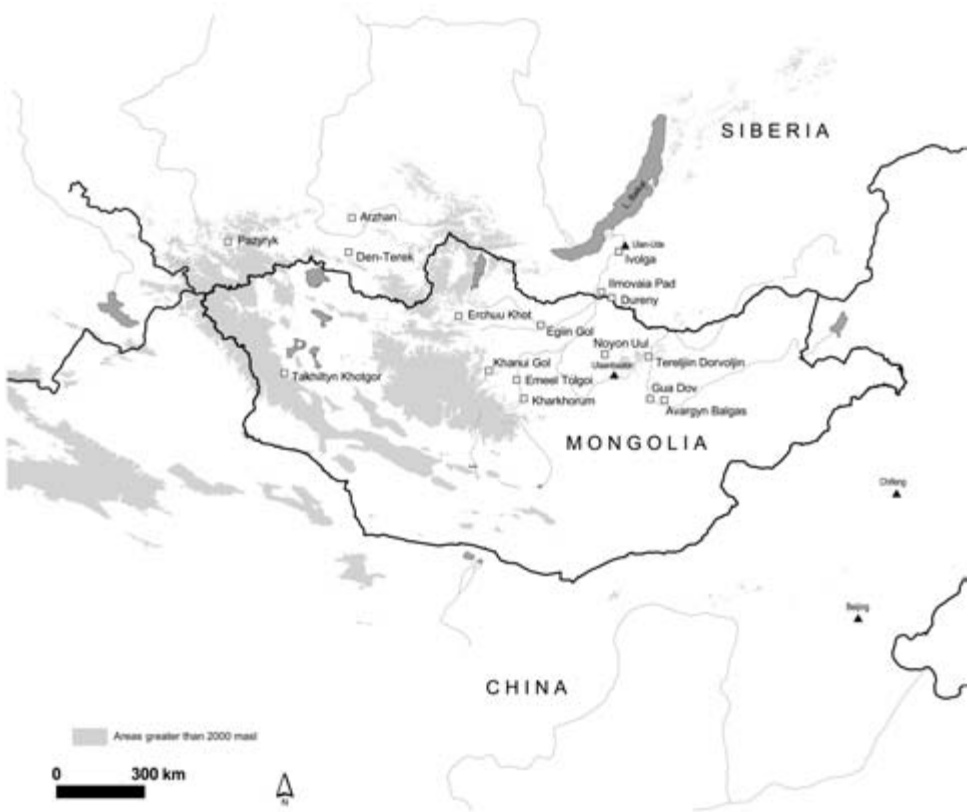 SIBERIA
L. Baikal
Arzhan
Pazyryk
Den-Terek
Ulan-Ude
Ivolga
Ilmovaia Pad
Dureny
Erchuu Khot
Egiin Gol
Noyon Uul
Ulaanbaatar
Tereljiin Dorvoljin
Khanui Gol
Takhiltyn Khotgor
Emeel Tolgoi
Gua Dov
Kharkhorum
Avargyn Balgas
MONGOLIA
Chifeng
Beijing
CHINA
Areas greater than 2000 masl
0 300 km
N